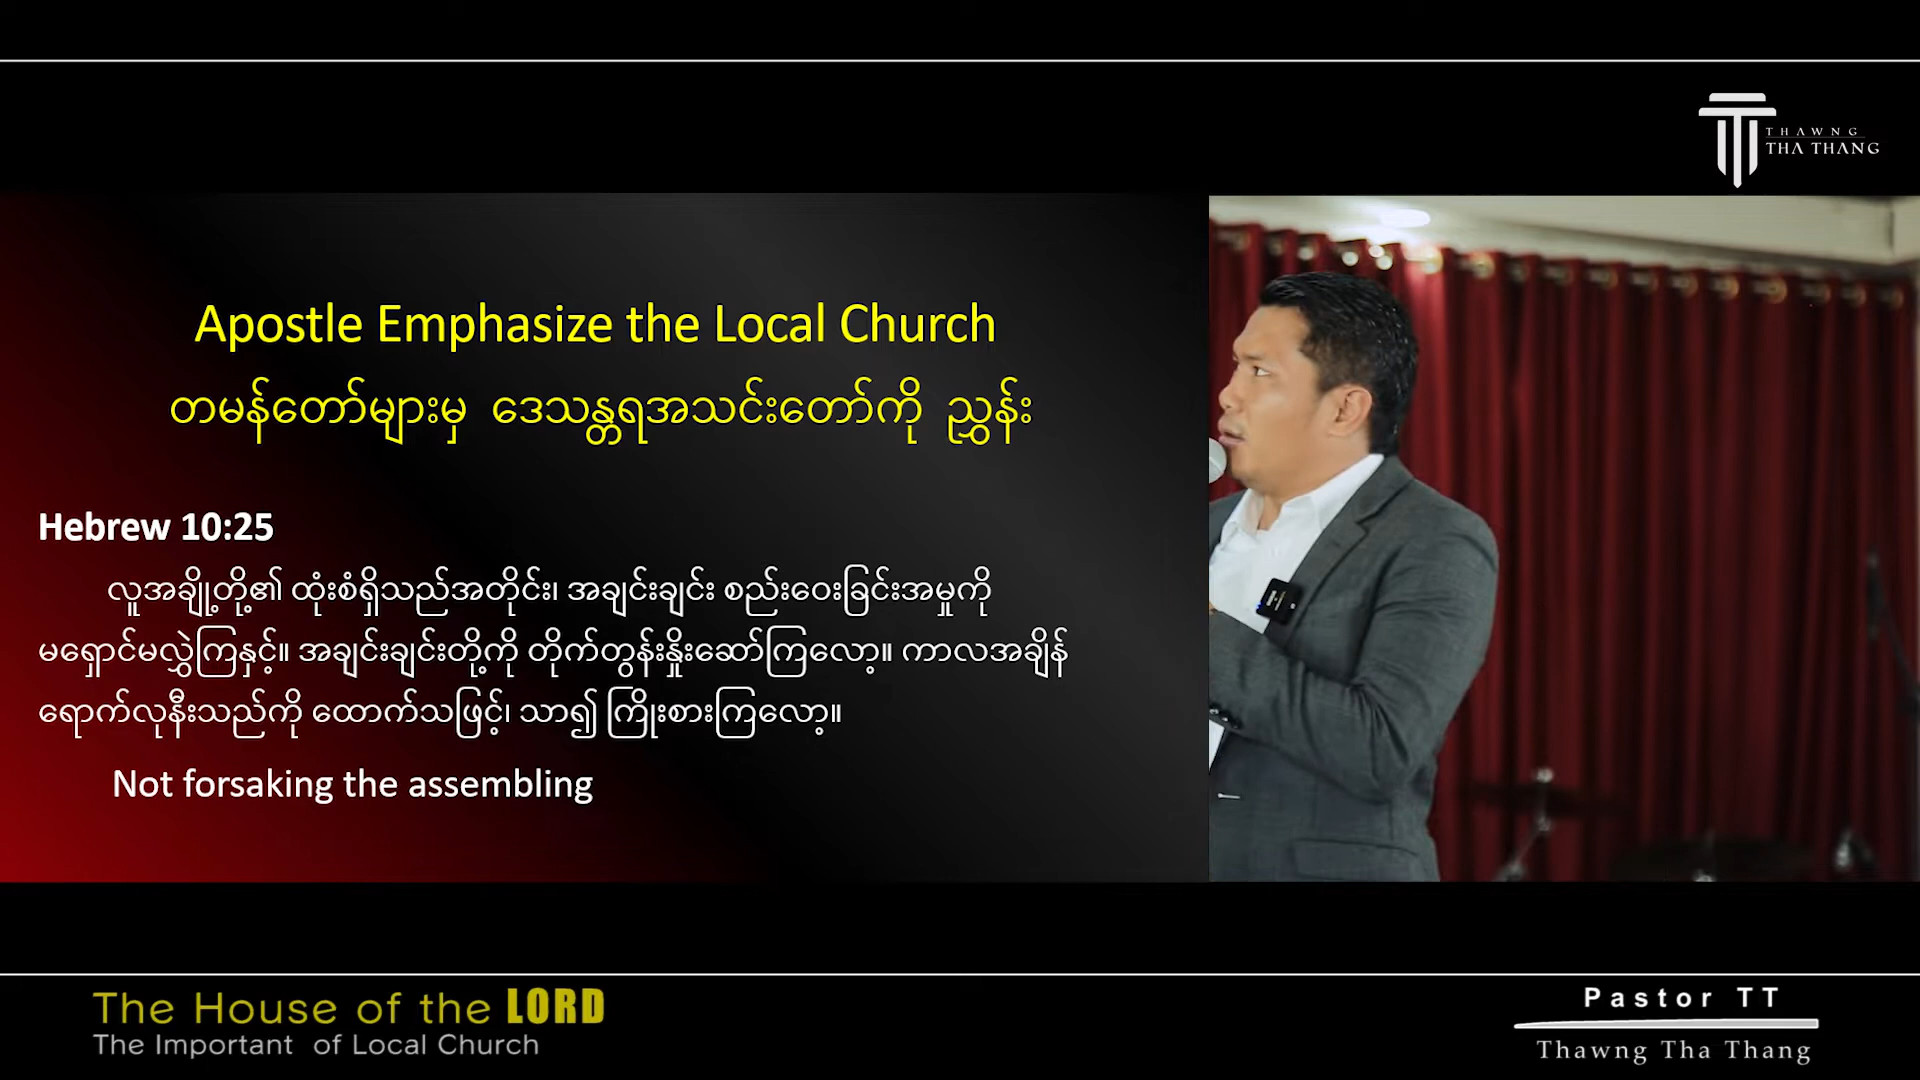 THAWNG
THA THANG
Apostle Emphasize the Local Church
တမန်တော်များမှ ဒေသန္တရအသင်းတော်ကို ညွှန်း
Hebrew 10:25
လူအချို့တို့၏ ထုံးစံရှိသည်အတိုင်း၊ အချင်းချင်း စည်းဝေးခြင်းအမှုကို
မရှောင်မလွှဲကြနှင့်။ အချင်းချင်းတို့ကို တိုက်တွန်းနှိုးဆော်ကြလော့။ ကာလအချိန်
ရောက်လုနီးသည်ကို ထောက်သဖြင့်၊ သာ၍ ကြိုးစားကြလော့။
Not forsaking the assembling
The House of the LORD
The Important of Local Church
Pastor TT
Thawng Tha Thang